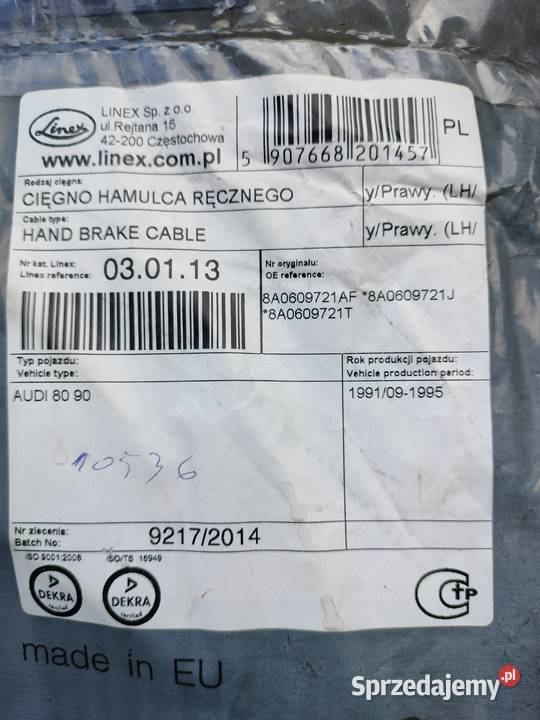 Linex
LINEX Sp. z o.o.
ul.Rejtana 15
42-200 Częstochowa
www.linex.com.pl
5 907668 201457
PL
Rodzaj cięgna:
CIĘGNO HAMULCA RĘCZNEGO
y/Prawy. (LH/
Cable type:
HAND BRAKE CABLE
y/Prawy. (LH/
Nr kat. Linex:
Linex reference:
03.01.13
Nr oryginału:
OE reference:
8A0609721AF *8A0609721J
*8A0609721T
Typ pojazdu:
Vehicle type:
AUDI 80 90
Rok produkcji pojazdu:
Vehicle production period:
1991/09-1995
10536
Nr zlecenia:
Batch No:
9217/2014
ISO 9001:2008
ISO/TS 16949
DEKRA
certified
DEKRA
certified
C TP
made in EU
Sprzedajemy.pl